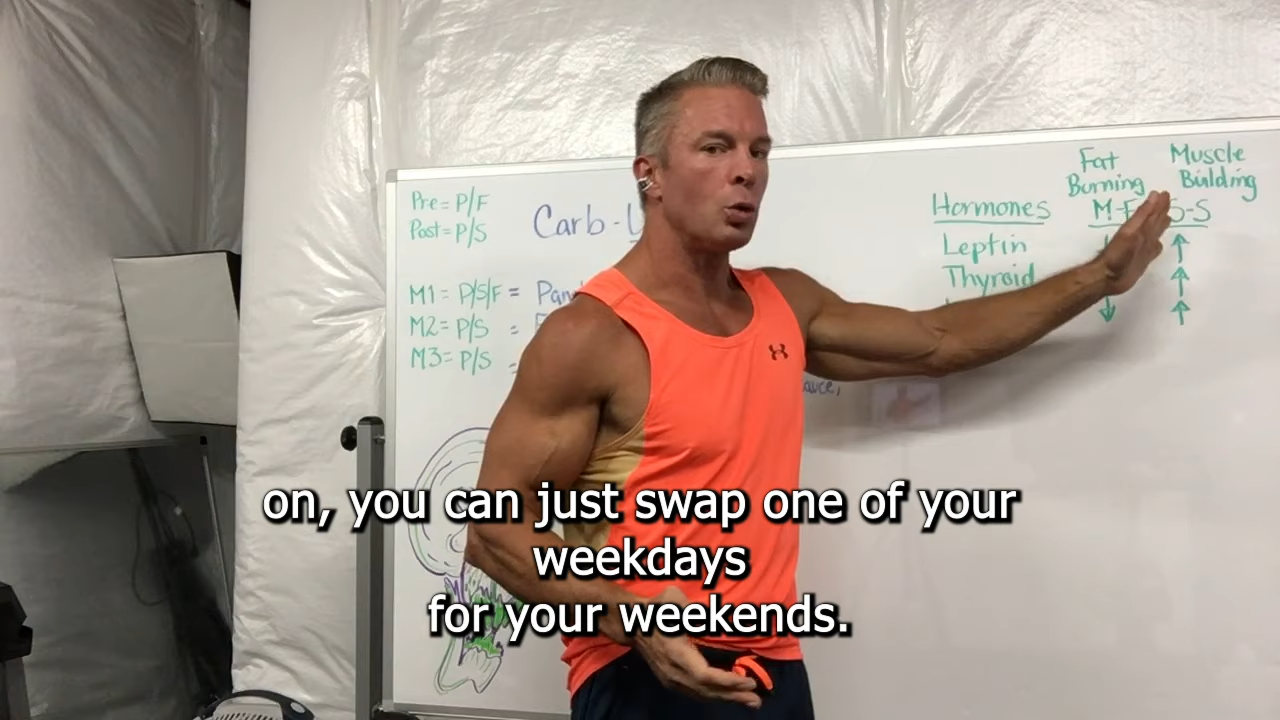 Pre = P/F
Post = P/S
Carb -
M1 = P/S/F =
M2 = P/S =
M3 = P/S =
Hormones
Leptin
Thyroid
Fat
Burning
Muscle
Building
S-S
on, you can just swap one of your
weekdays
for your weekends.